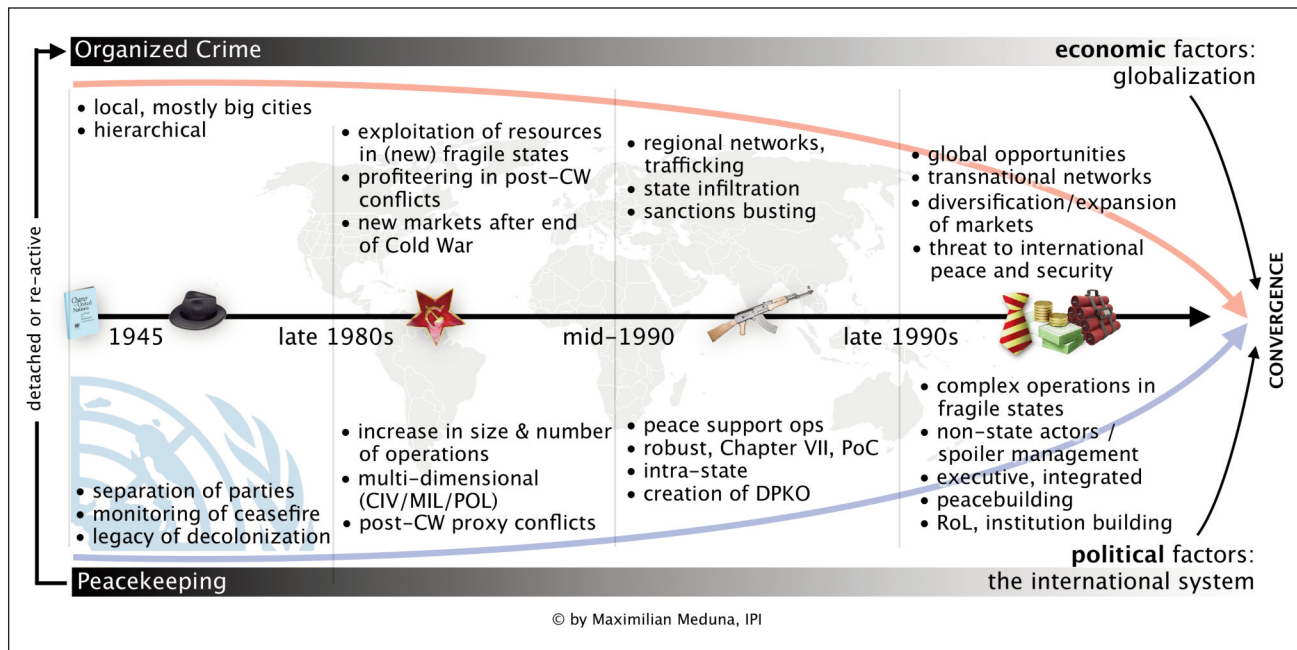 Organized Crime
economic factors:
globalization
• local, mostly big cities
• hierarchical
• exploitation of resources
in (new) fragile states
• profiteering in post-CW
conflicts
• new markets after end
of Cold War
• regional networks,
trafficking
• state infiltration
• sanctions busting
• global opportunities
• transnational networks
• diversification/expansion
of markets
• threat to international
peace and security
detached or re-active
CONVERGENCE
Charter
United
Nations
1945
late 1980s
mid-1990
late 1990s
• separation of parties
• monitoring of ceasefire
• legacy of decolonization
• increase in size & number
of operations
• multi-dimensional
(CIV/MIL/POL)
• post-CW proxy conflicts
• peace support ops
• robust, Chapter VII, PoC
• intra-state
• creation of DPKO
• complex operations in
fragile states
• non-state actors /
spoiler management
• executive, integrated
• peacebuilding
• RoL, institution building
Peacekeeping
political factors:
the international system
© by Maximilian Meduna, IPI